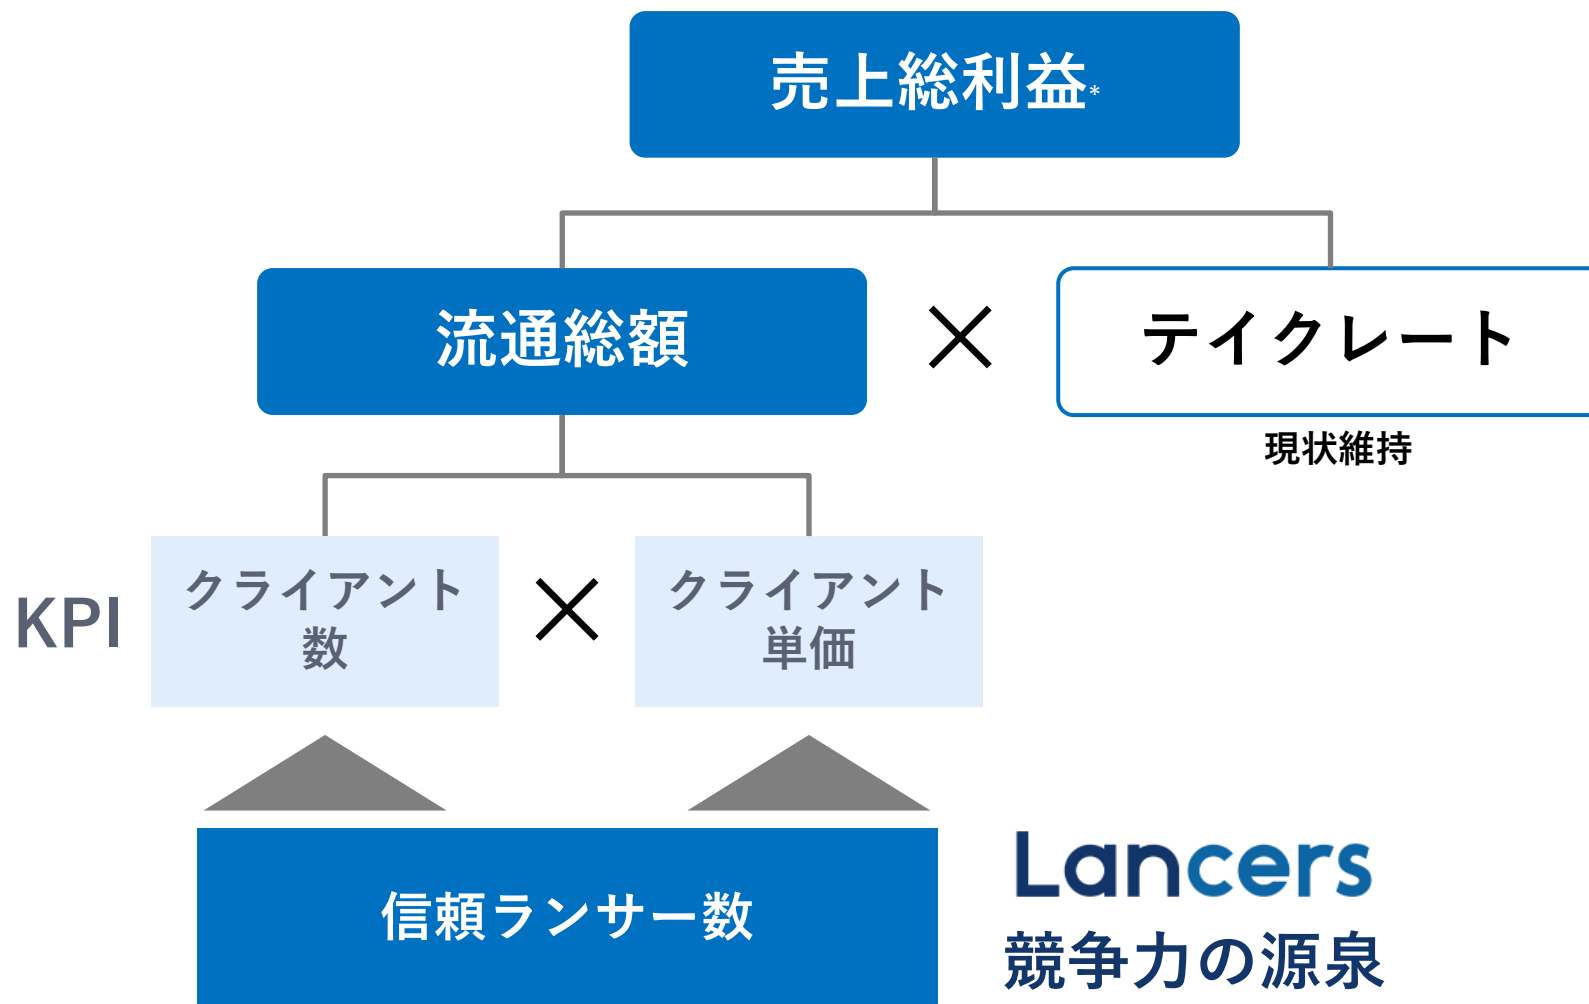 売上総利益*
流通総額
×
テイクレート
現状維持
KPI
クライアント
数
×
クライアント
単価
信頼ランサー数
Lancers
競争力の源泉